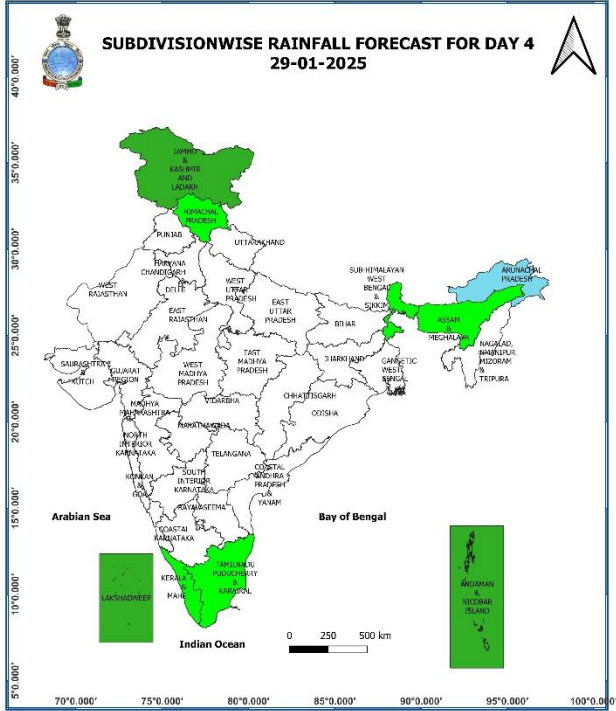 SUBDIVISIONWISE RAINFALL FORECAST FOR DAY 4
29-01-2025
40°0.000'
35°0.000'
30°0.000'
25°0.000'
20°0.000'
15°0.000'
10°0.000'
5°0.000'
JAMMU
&
KASHMIR
AND
LADAKH
HIMACHAL
PRADESH
PUNJAB
UTTARAKHAND
HARYANA
CHANDIGARH
&
DELHI
WEST
RAJASTHAN
WEST
UTTAR
PRADESH
EAST
RAJASTHAN
EAST
UTTAR
PRADESH
SUB-HIMALAYAN
WEST
BENGAL
&
SIKKIM
ARUNACHAL
PRADESH
ASSAM
&
MEGHALAYA
NAGALAD,
MANIPUR
MIZORAM
&
TRIPURA
BIHAR
SAURASHTRA
&
KUTCH
GUJARAT
REGION
WEST
MADHYA
PRADESH
EAST
MADHYA
PRADESH
JHARKHAND
GANGETIC
WEST
BENGAL
CHHATTISGARH
ODISHA
VIDARBHA
MADHYA
MAHARASHTRA
MARATHAWADA
NORTH
INTERIOR
KARNATAKA
TELANGANA
KONKAN
&
GOA
SOUTH
INTERIOR
KARNATAKA
COASTAL
ANDHRA
PRADESH
&
YANAM
RAYALASEEMA
COASTAL
KARNATAKA
Arabian Sea
Bay of Bengal
LAKSHADWEEP
KERALA
&
MAHE
TAMILNADU
PUDUCHERRY
&
KARAIKAL
ANDAMAN
&
NICOBAR
ISLAND
Indian Ocean
0 250 500 km
70°0.000' 75°0.000' 80°0.000' 85°0.000' 90°0.000' 95°0.000' 100°0.000'